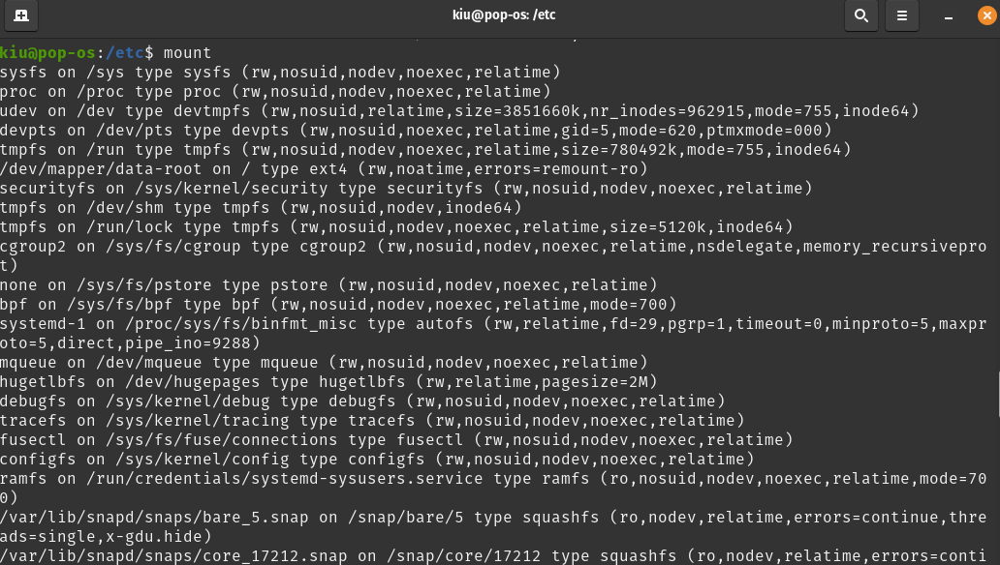 kiu@pop-os: /etc
kiu@pop-os:/etc$ mount
sysfs on /sys type sysfs (rw,nosuid,nodev,noexec,relatime)
proc on /proc type proc (rw,nosuid,nodev,noexec,relatime)
udev on /dev type devtmpfs (rw,nosuid,relatime,size=3851660k,nr_inodes=962915,mode=755,inode64)
devpts on /dev/pts type devpts (rw,nosuid,noexec,relatime,gid=5,mode=620,ptmxmode=000)
tmpfs on /run type tmpfs (rw,nosuid,nodev,noexec,relatime,size=780492k,mode=755,inode64)
/dev/mapper/data-root on / type ext4 (rw,noatime,errors=remount-ro)
securityfs on /sys/kernel/security type securityfs (rw,nosuid,nodev,noexec,relatime)
tmpfs on /dev/shm type tmpfs (rw,nosuid,nodev,inode64)
tmpfs on /run/lock type tmpfs (rw,nosuid,nodev,noexec,relatime,size=5120k,inode64)
cgroup2 on /sys/fs/cgroup type cgroup2 (rw,nosuid,nodev,noexec,relatime,nsdelegate,memory_recursivepro
t)
none on /sys/fs/pstore type pstore (rw,nosuid,nodev,noexec,relatime)
bpf on /sys/fs/bpf type bpf (rw,nosuid,nodev,noexec,relatime,mode=700)
systemd-1 on /proc/sys/fs/binfmt_misc type autofs (rw,relatime,fd=29,pgrp=1,timeout=0,minproto=5,maxpr
oto=5,direct,pipe_ino=9288)
mqueue on /dev/mqueue type mqueue (rw,nosuid,nodev,noexec,relatime)
hugetlbfs on /dev/hugepages type hugetlbfs (rw,relatime,pagesize=2M)
debugfs on /sys/kernel/debug type debugfs (rw,nosuid,nodev,noexec,relatime)
tracefs on /sys/kernel/tracing type tracefs (rw,nosuid,nodev,noexec,relatime)
fusectl on /sys/fs/fuse/connections type fusectl (rw,nosuid,nodev,noexec,relatime)
configfs on /sys/kernel/config type configfs (rw,nosuid,nodev,noexec,relatime)
ramfs on /run/credentials/systemd-sysusers.service type ramfs (ro,nosuid,nodev,noexec,relatime,mode=70
0)
/var/lib/snapd/snaps/bare_5.snap on /snap/bare/5 type squashfs (ro,nodev,relatime,errors=continue,thre
ads=single,x-gdu.hide)
/var/lib/snapd/snaps/core_17212.snap on /snap/core/17212 type squashfs (ro,nodev,relatime,errors=conti